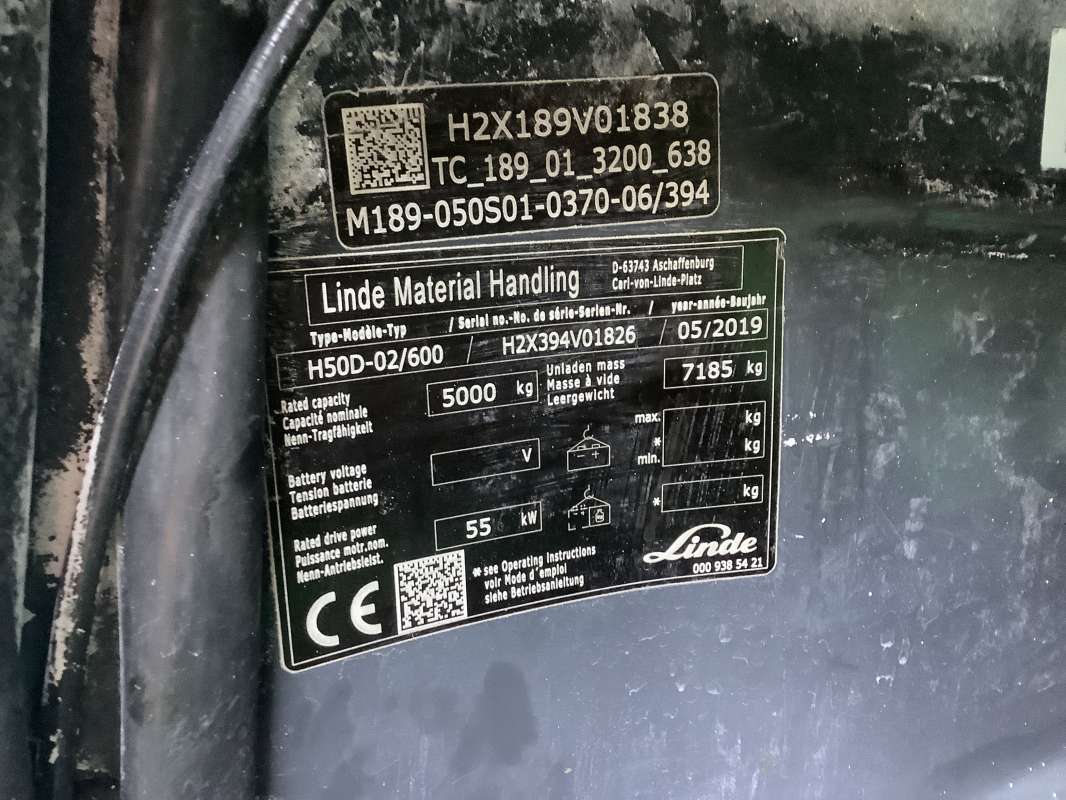 H2X189V01838
TC_189_01_3200_638
M189-050S01-0370-06/394
Linde Material Handling
D-63743 Aschaffenburg
Carl-von-Linde-Platz
Type-Modèle-Typ / Serial no.-No. de série-Serien-Nr. / year-année-Baujahr
H50D-02/600 / H2X394V01826 / 05/2019
Rated capacity
Capacité nominale
Nenn-Tragfähigkeit
5000 kg
Unladen mass
Masse à vide
Leergewicht
7185 kg
Battery voltage
Tension batterie
Batteriespannung
V
max. kg
*
min. kg
Rated drive power
Puissance motr.nom.
Nenn-Antriebsleist.
55 kW
* kg
CE
* see Operating Instructions
voir Mode d'emploi
siehe Betriebsanleitung
Linde
000 938 54 21